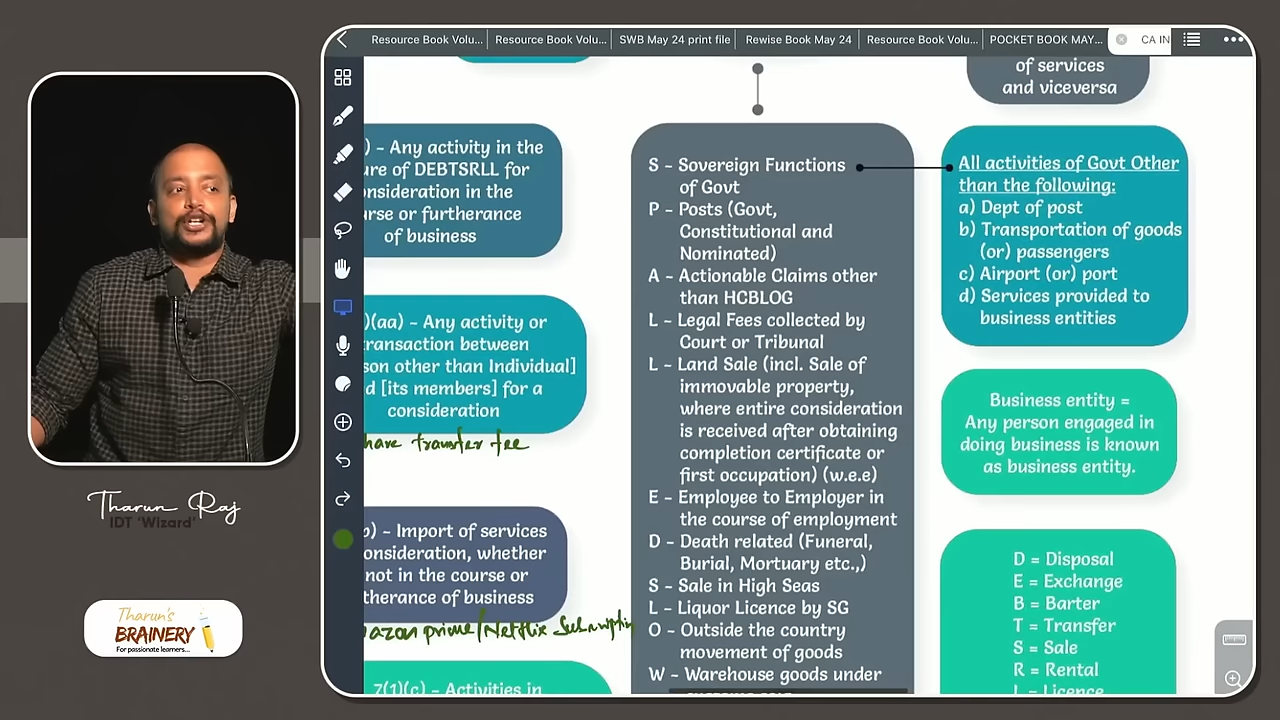 Resource Book Volu...
Resource Book Volu...
SWB May 24 print file
Rewise Book May 24
Resource Book Volu...
POCKET BOOK MAY...
CA IN
of services
and viceversa
) – Any activity in the
ure of DEBTSRLL for
nsideration in the
urse or furtherance
of business
)(aa) – Any activity or
transaction between
son other than Individual]
d [its members] for a
consideration
have transfer fee
) – Import of services
onsideration, whether
not in the course or
therance of business
azon prime/Netflix Subscription
7(1)(c) – Activities in
S – Sovereign Functions
of Govt
P – Posts (Govt,
Constitutional and
Nominated)
A – Actionable Claims other
than HCBLOG
L – Legal Fees collected by
Court or Tribunal
L – Land Sale (incl. Sale of
immovable property,
where entire consideration
is received after obtaining
completion certificate or
first occupation) (w.e.e)
E – Employee to Employer in
the course of employment
D – Death related (Funeral,
Burial, Mortuary etc.,)
S – Sale in High Seas
L – Liquor Licence by SG
O – Outside the country
movement of goods
W – Warehouse goods under
All activities of Govt Other
than the following:
a) Dept of post
b) Transportation of goods
(or) passengers
c) Airport (or) port
d) Services provided to
business entities
Business entity =
Any person engaged in
doing business is known
as business entity.
D = Disposal
E = Exchange
B = Barter
T = Transfer
S = Sale
R = Rental
L = Licence
Tharun Raj
IDT 'Wizard'
Tharun's
BRAINERY
For passionate learners...